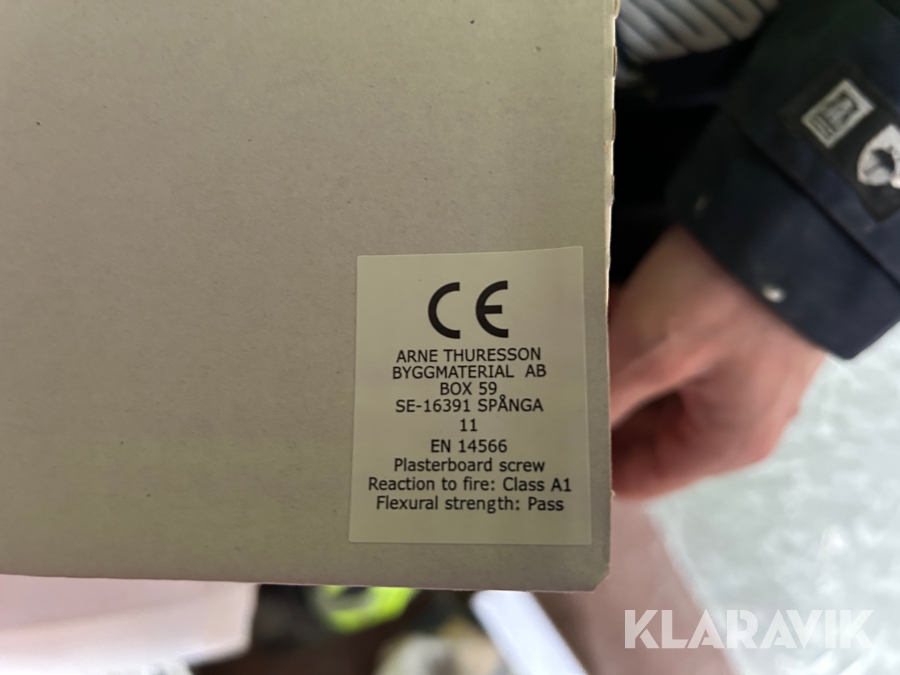 CE
ARNE THURESSON
BYGGMATERIAL AB
BOX 59
SE-16391 SPÅNGA
11
EN 14566
Plasterboard screw
Reaction to fire: Class A1
Flexural strength: Pass
KLARAVIK